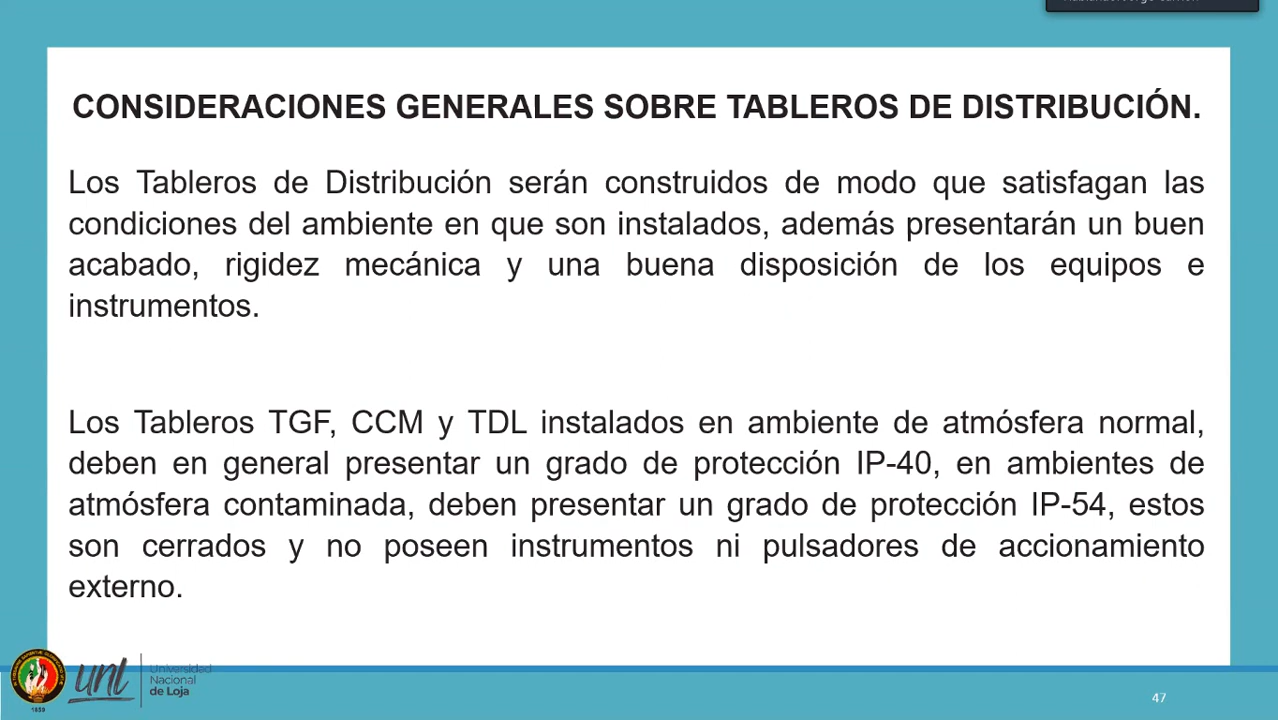 CONSIDERACIONES GENERALES SOBRE TABLEROS DE DISTRIBUCIÓN.
Los Tableros de Distribución serán construidos de modo que satisfagan las
condiciones del ambiente en que son instalados, además presentarán un buen
acabado, rigidez mecánica y una buena disposición de los equipos e
instrumentos.
Los Tableros TGF, CCM y TDL instalados en ambiente de atmósfera normal,
deben en general presentar un grado de protección IP-40, en ambientes de
atmósfera contaminada, deben presentar un grado de protección IP-54, estos
son cerrados y no poseen instrumentos ni pulsadores de accionamiento
externo.
unl
Universidad
Nacional
de Loja
1859
47